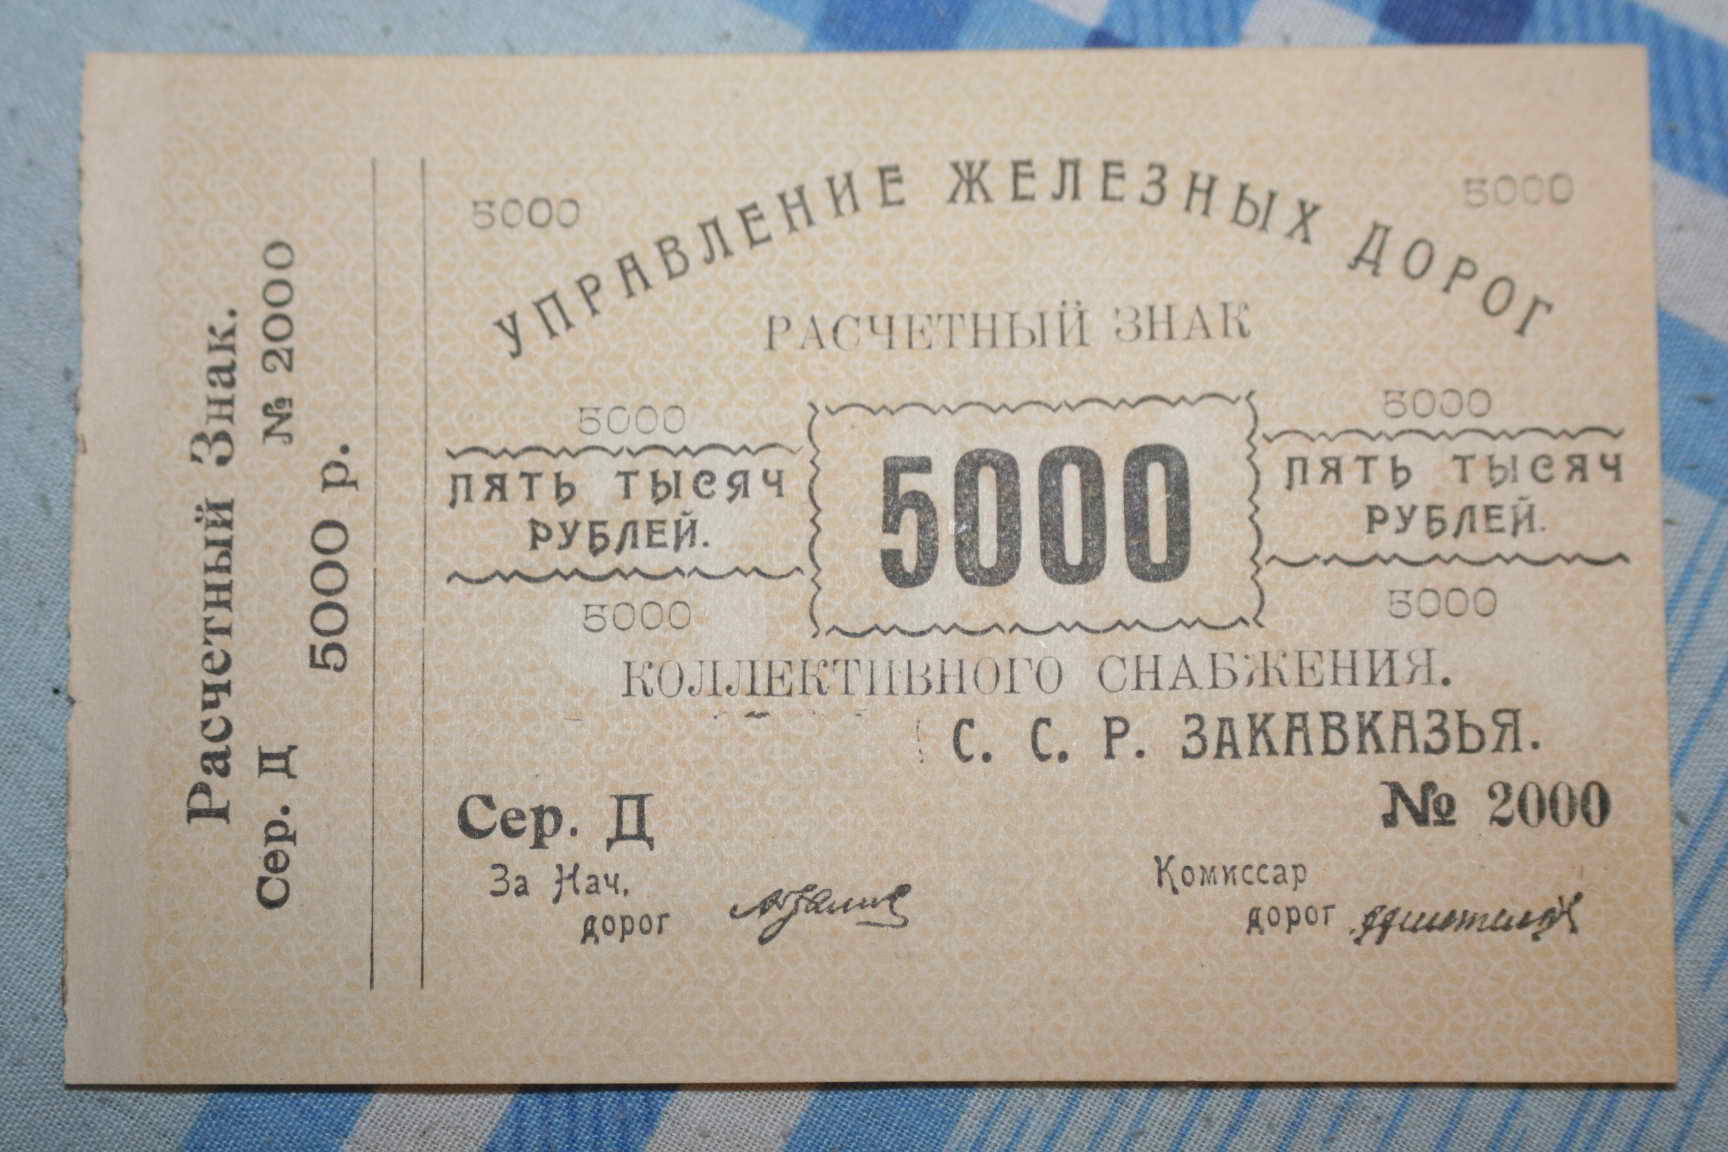 Расчетный Знак.
Сер. Д № 2000
5000 р.
5000 5000
УПРАВЛЕНИЕ ЖЕЛЕЗНЫХ ДОРОГ
РАСЧЕТНЫЙ ЗНАК
5000 5000
ПЯТЬ ТЫСЯЧ
РУБЛЕЙ.
5000
ПЯТЬ ТЫСЯЧ
РУБЛЕЙ.
5000 5000
КОЛЛЕКТИВНОГО СНАБЖЕНИЯ.
С. С. Р. ЗАКАВКАЗЬЯ.
Сер. Д № 2000
За Нач.
дорог
Комиссар
дорог